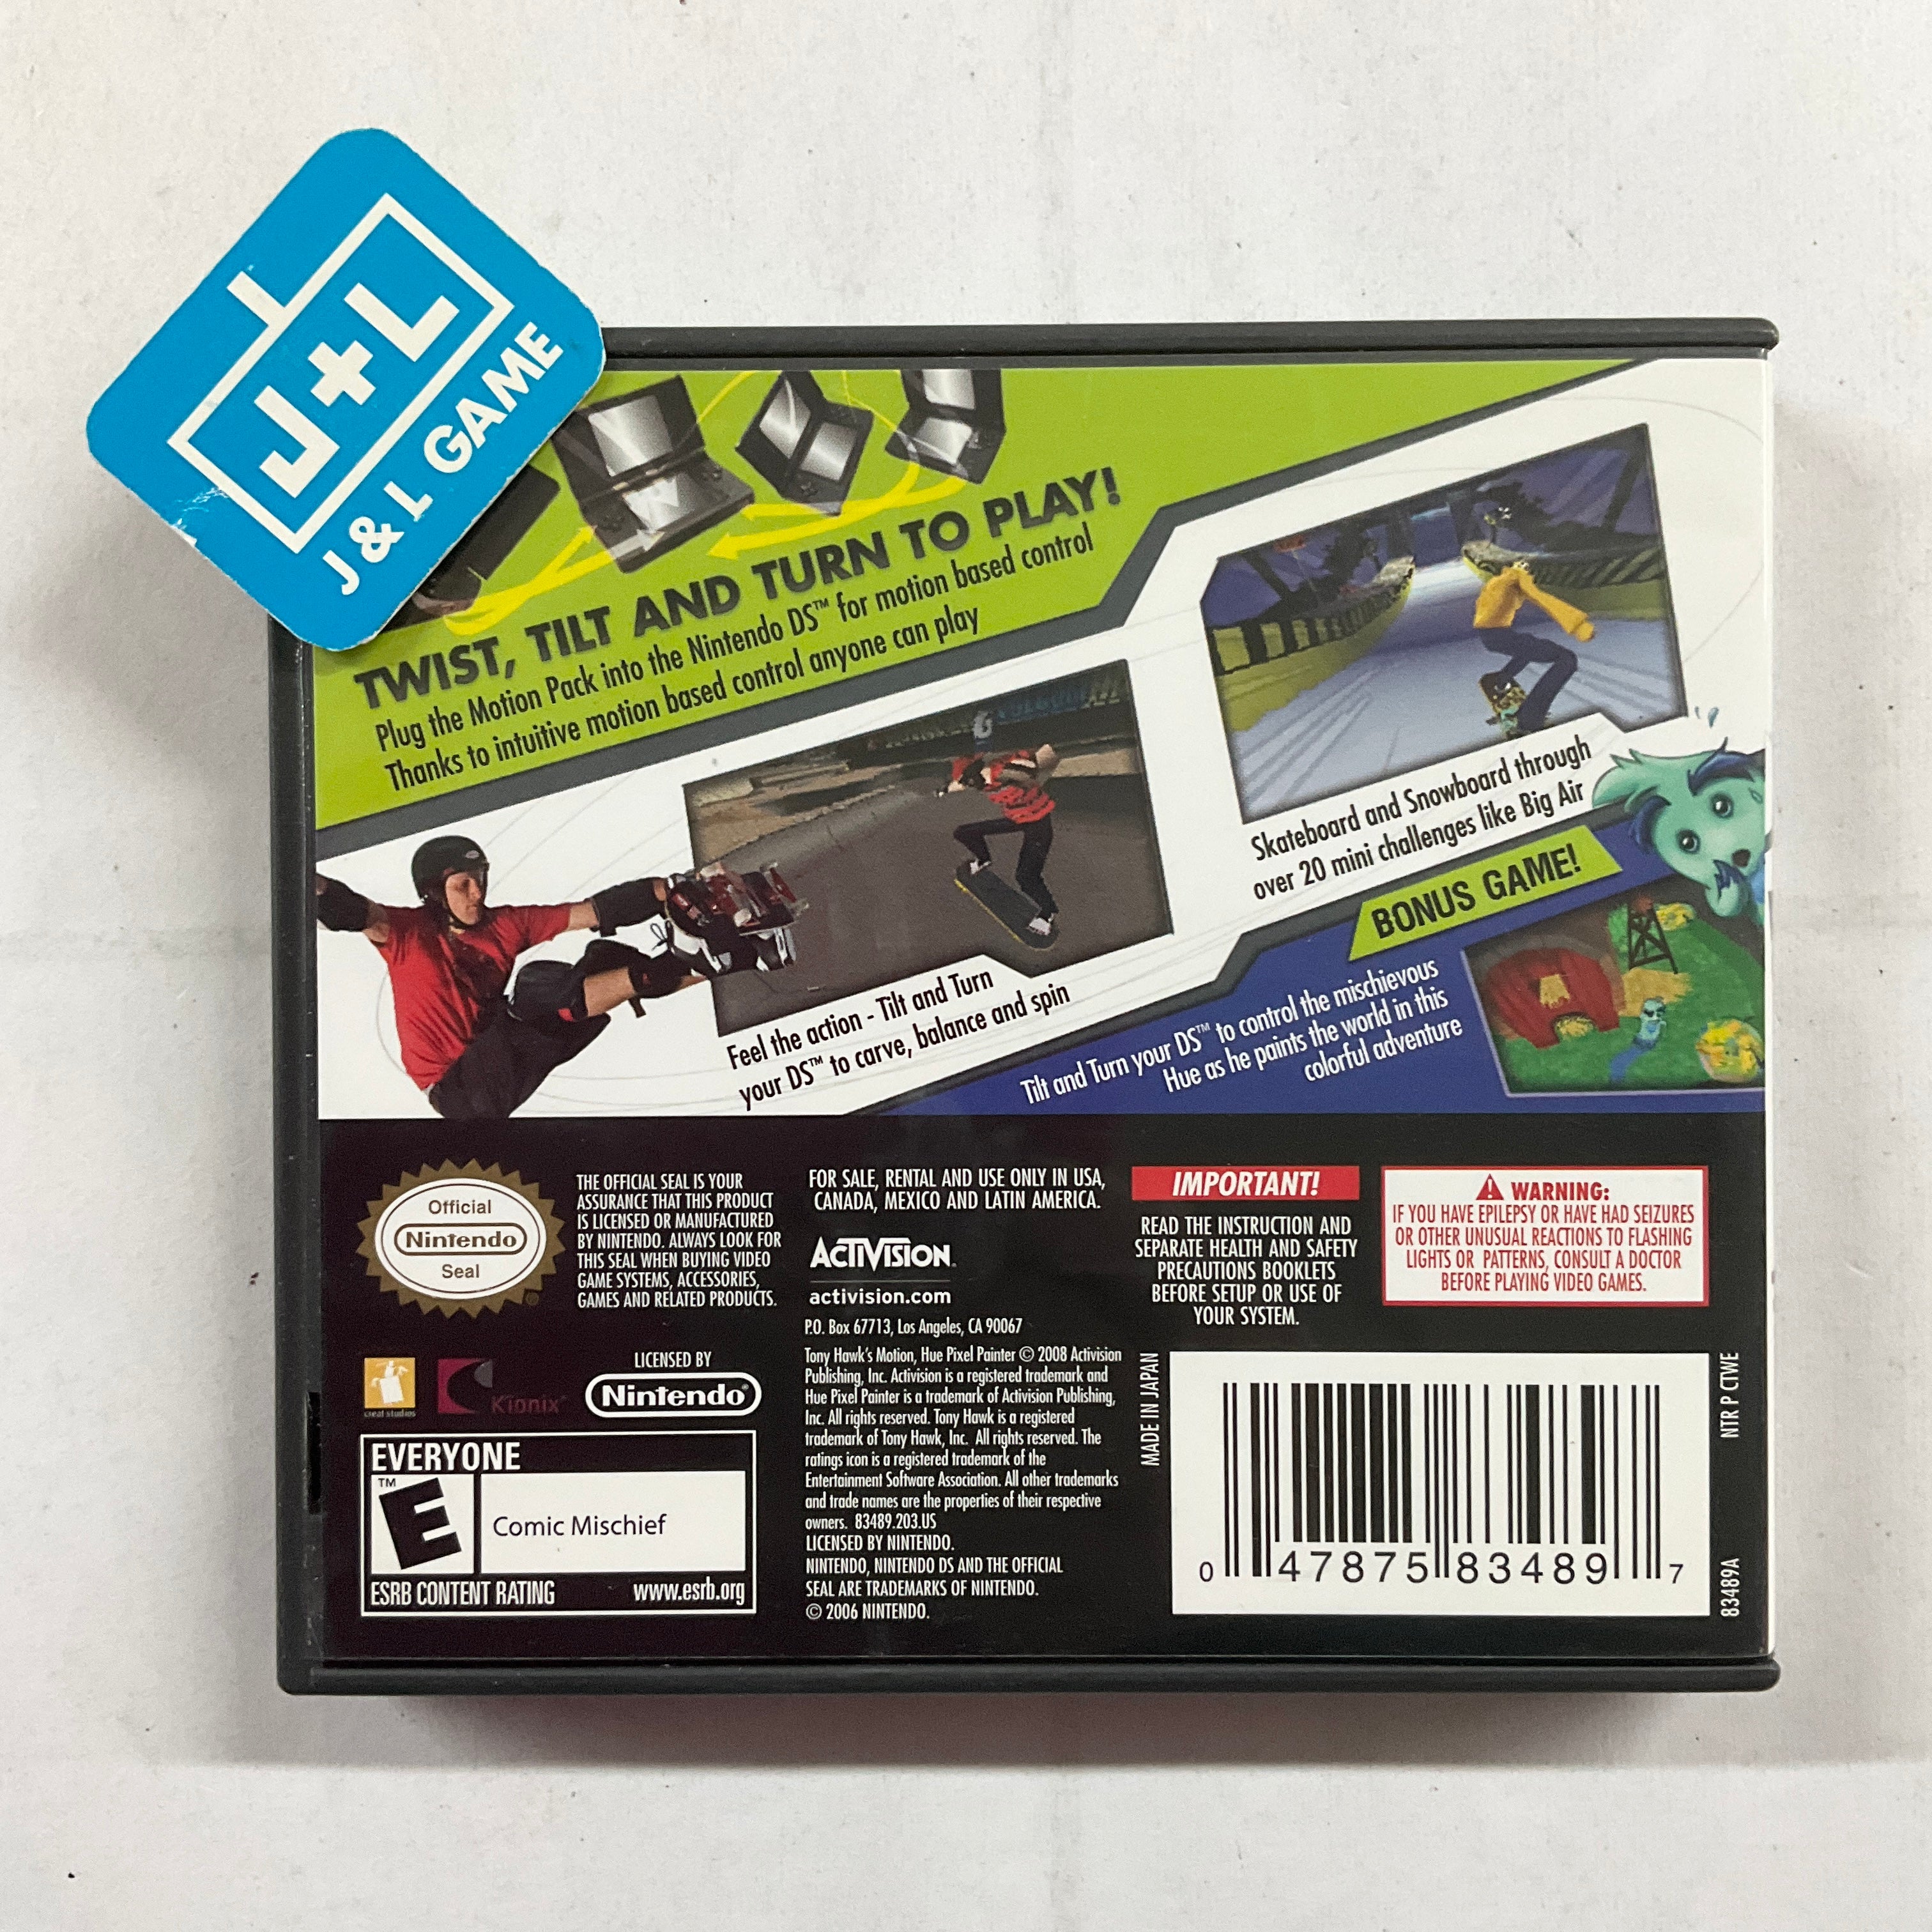 J+L
J&L GAME
TWIST, TILT AND TURN TO PLAY!
Plug the Motion Pack into the Nintendo DS™ for motion based control
Thanks to intuitive motion based control anyone can play
Skateboard and Snowboard through
over 20 mini challenges like Big Air
Feel the action - Tilt and Turn
your DS™ to carve, balance and spin
BONUS GAME!
Tilt and Turn your DS™ to control the mischievous
Hue as he paints the world in this
colorful adventure
Official
Nintendo
Seal
THE OFFICIAL SEAL IS YOUR
ASSURANCE THAT THIS PRODUCT
IS LICENSED OR MANUFACTURED
BY NINTENDO. ALWAYS LOOK FOR
THIS SEAL WHEN BUYING VIDEO
GAME SYSTEMS, ACCESSORIES,
GAMES AND RELATED PRODUCTS.
creat studios
Kionix
LICENSED BY
Nintendo®
EVERYONE
™
E
Comic Mischief
ESRB CONTENT RATING www.esrb.org
FOR SALE, RENTAL AND USE ONLY IN USA,
CANADA, MEXICO AND LATIN AMERICA.
ACTIVISION.
activision.com
P.O. Box 67713, Los Angeles, CA 90067
Tony Hawk's Motion, Hue Pixel Painter © 2008 Activision
Publishing, Inc. Activision is a registered trademark and
Hue Pixel Painter is a trademark of Activision Publishing,
Inc. All rights reserved. Tony Hawk is a registered
trademark of Tony Hawk, Inc. All rights reserved. The
ratings icon is a registered trademark of the
Entertainment Software Association. All other trademarks
and trade names are the properties of their respective
owners. 83489.203.US
LICENSED BY NINTENDO.
NINTENDO, NINTENDO DS AND THE OFFICIAL
SEAL ARE TRADEMARKS OF NINTENDO.
© 2006 NINTENDO.
IMPORTANT!
READ THE INSTRUCTION AND
SEPARATE HEALTH AND SAFETY
PRECAUTIONS BOOKLETS
BEFORE SETUP OR USE OF
YOUR SYSTEM.
WARNING:
IF YOU HAVE EPILEPSY OR HAVE HAD SEIZURES
OR OTHER UNUSUAL REACTIONS TO FLASHING
LIGHTS OR PATTERNS, CONSULT A DOCTOR
BEFORE PLAYING VIDEO GAMES.
MADE IN JAPAN
0 47875 83489 7
NTR P CTWE
83489A